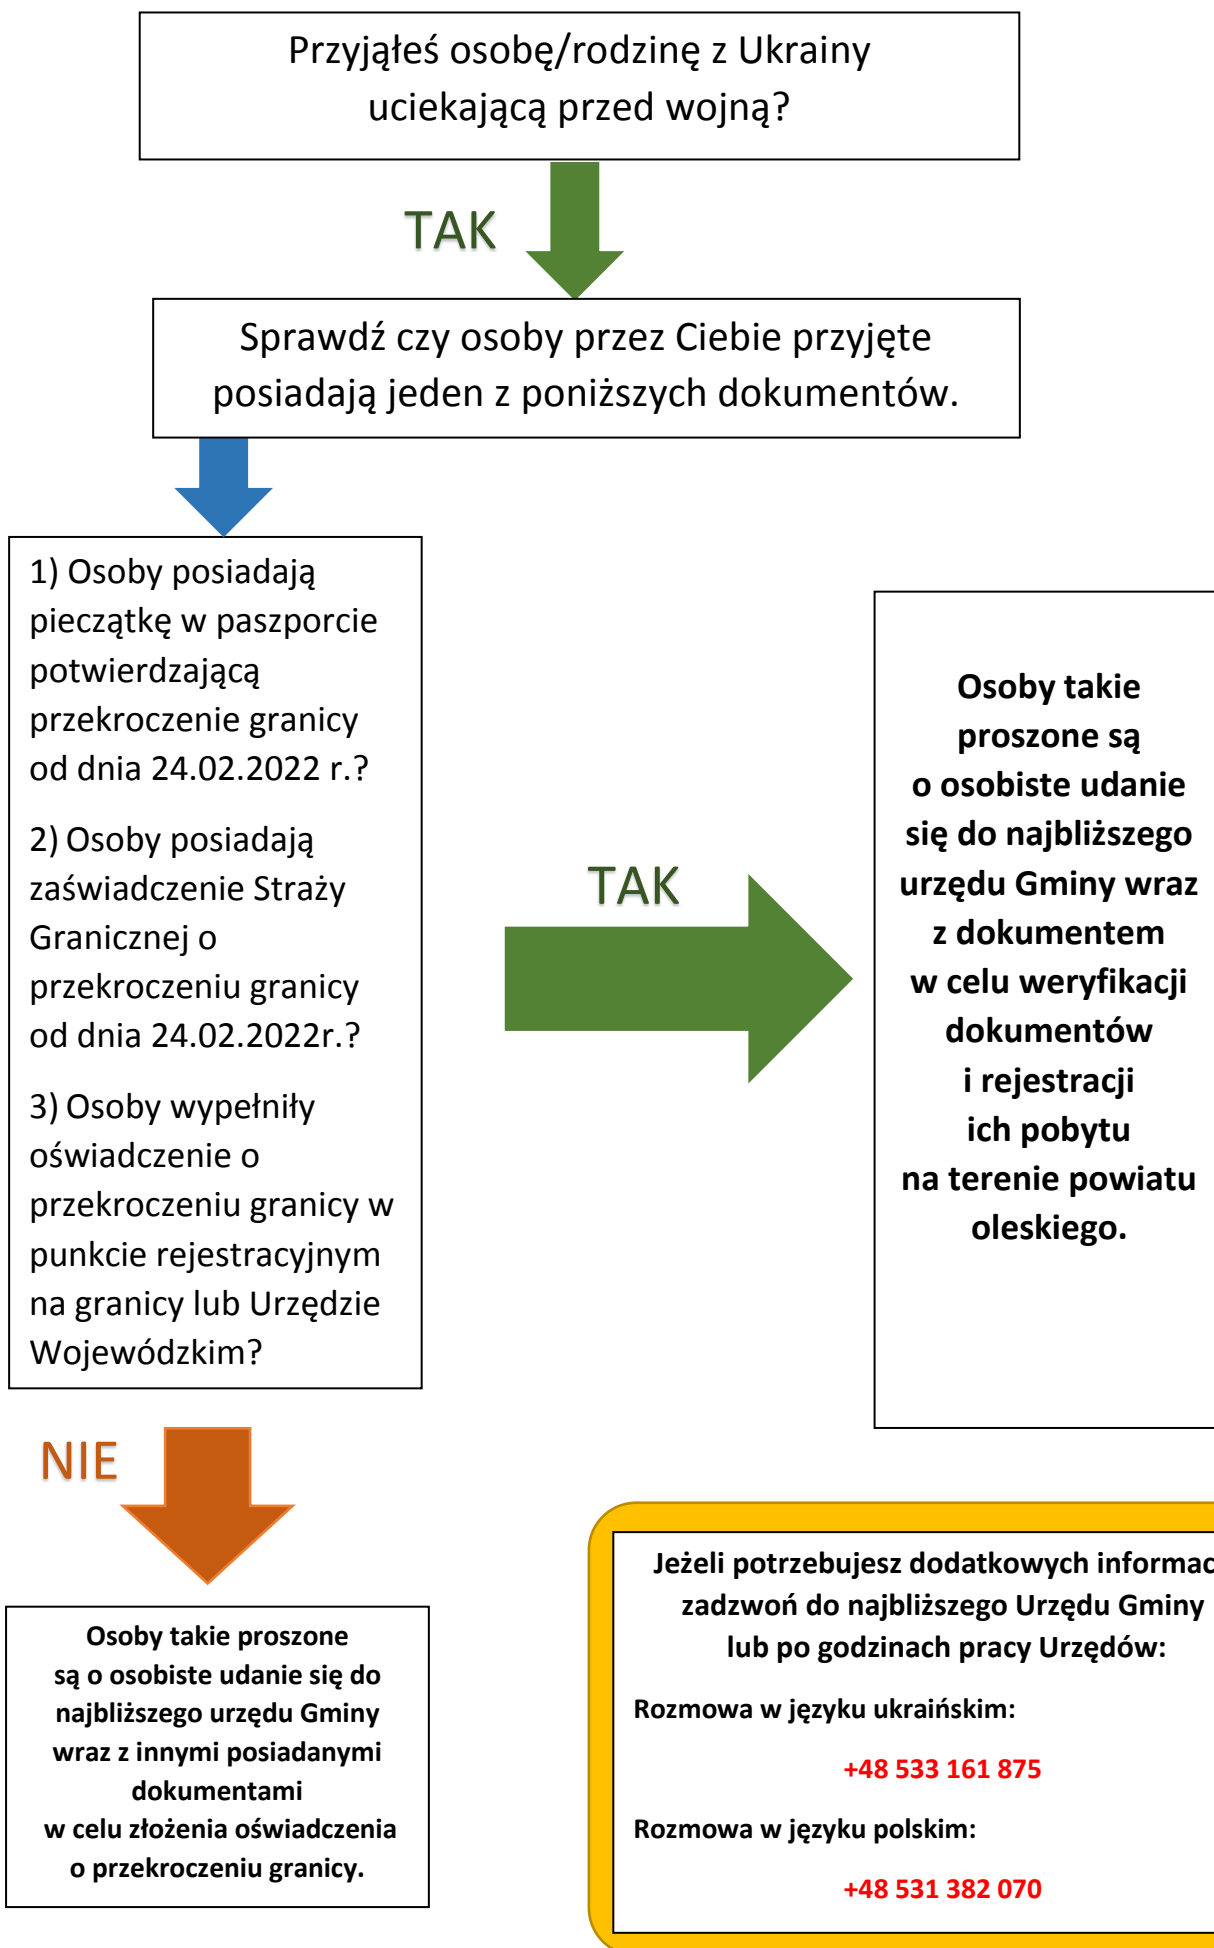 Przyjąłeś osobę/rodzinę z Ukrainy
uciekającą przed wojną?
TAK
Sprawdź czy osoby przez Ciebie przyjęte
posiadają jeden z poniższych dokumentów.
1) Osoby posiadają
pieczątkę w paszporcie
potwierdzającą
przekroczenie granicy
od dnia 24.02.2022 r.?
2) Osoby posiadają
zaświadczenie Straży
Granicznej o
przekroczeniu granicy
od dnia 24.02.2022r.?
3) Osoby wypełniły
oświadczenie o
przekroczeniu granicy w
punkcie rejestracyjnym
na granicy lub Urzędzie
Wojewódzkim?
TAK
Osoby takie
proszone są
o osobiste udanie
się do najbliższego
urzędu Gminy wraz
z dokumentem
w celu weryfikacji
dokumentów
i rejestracji
ich pobytu
na terenie powiatu
oleskiego.
NIE
Osoby takie proszone
są o osobiste udanie się do
najbliższego urzędu Gminy
wraz z innymi posiadanymi
dokumentami
w celu złożenia oświadczenia
o przekroczeniu granicy.
Jeżeli potrzebujesz dodatkowych informac
zadzwoń do najbliższego Urzędu Gminy
lub po godzinach pracy Urzędów:
Rozmowa w języku ukraińskim:
+48 533 161 875
Rozmowa w języku polskim:
+48 531 382 070